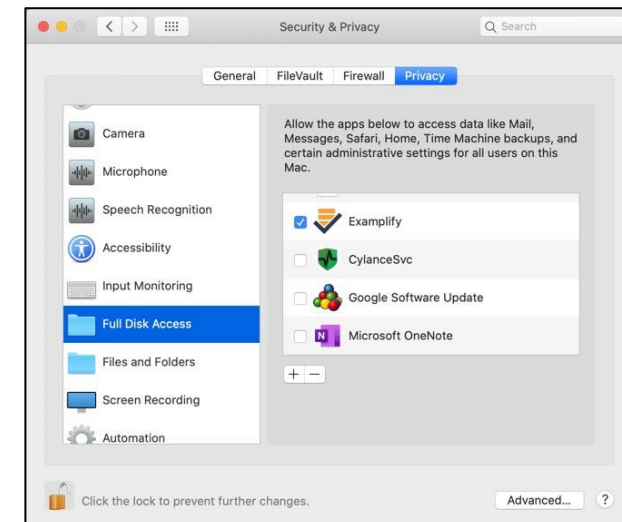 Security & Privacy
Search
General FileVault Firewall Privacy
Camera
Microphone
Speech Recognition
Accessibility
Input Monitoring
Full Disk Access
Files and Folders
Screen Recording
Automation
Allow the apps below to access data like Mail,
Messages, Safari, Home, Time Machine backups, and
certain administrative settings for all users on this
Mac.
Examplify
CylanceSvc
Google Software Update
N
Microsoft OneNote
+ −
Click the lock to prevent further changes.
Advanced...
?